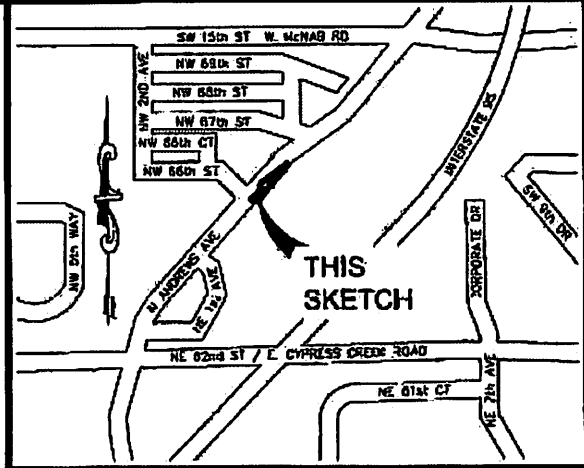 SW 15th ST W. McNAB RD
NW 69th ST
NW 2ND AVE
NW 68th ST
NW 67th ST
NW 66th CT
NW 66th ST
INTERSTATE 95
SW 9th DR
NW 9th WAY
N ANDREWS AVE
NE 1st AVE
THIS
SKETCH
CORPORATE DR
NE 62nd ST / E. CYPRESS CREEK ROAD
NE 61st CT
NE 7th AVE